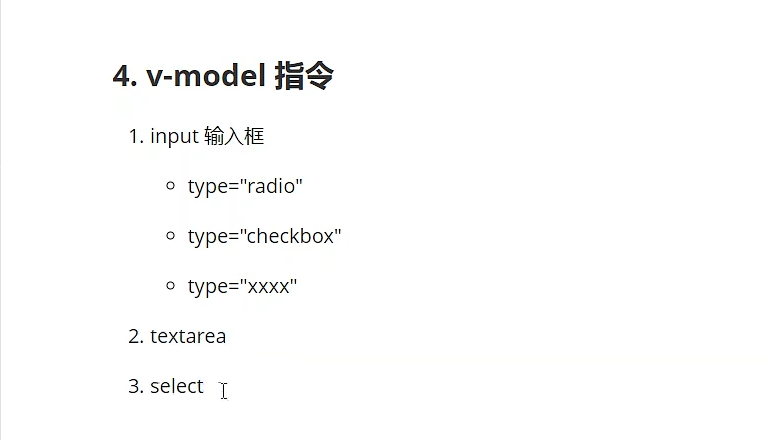 4. v-model 指令
1. input 输入框
type="radio"
type="checkbox"
type="xxxx"
2. textarea
3. select